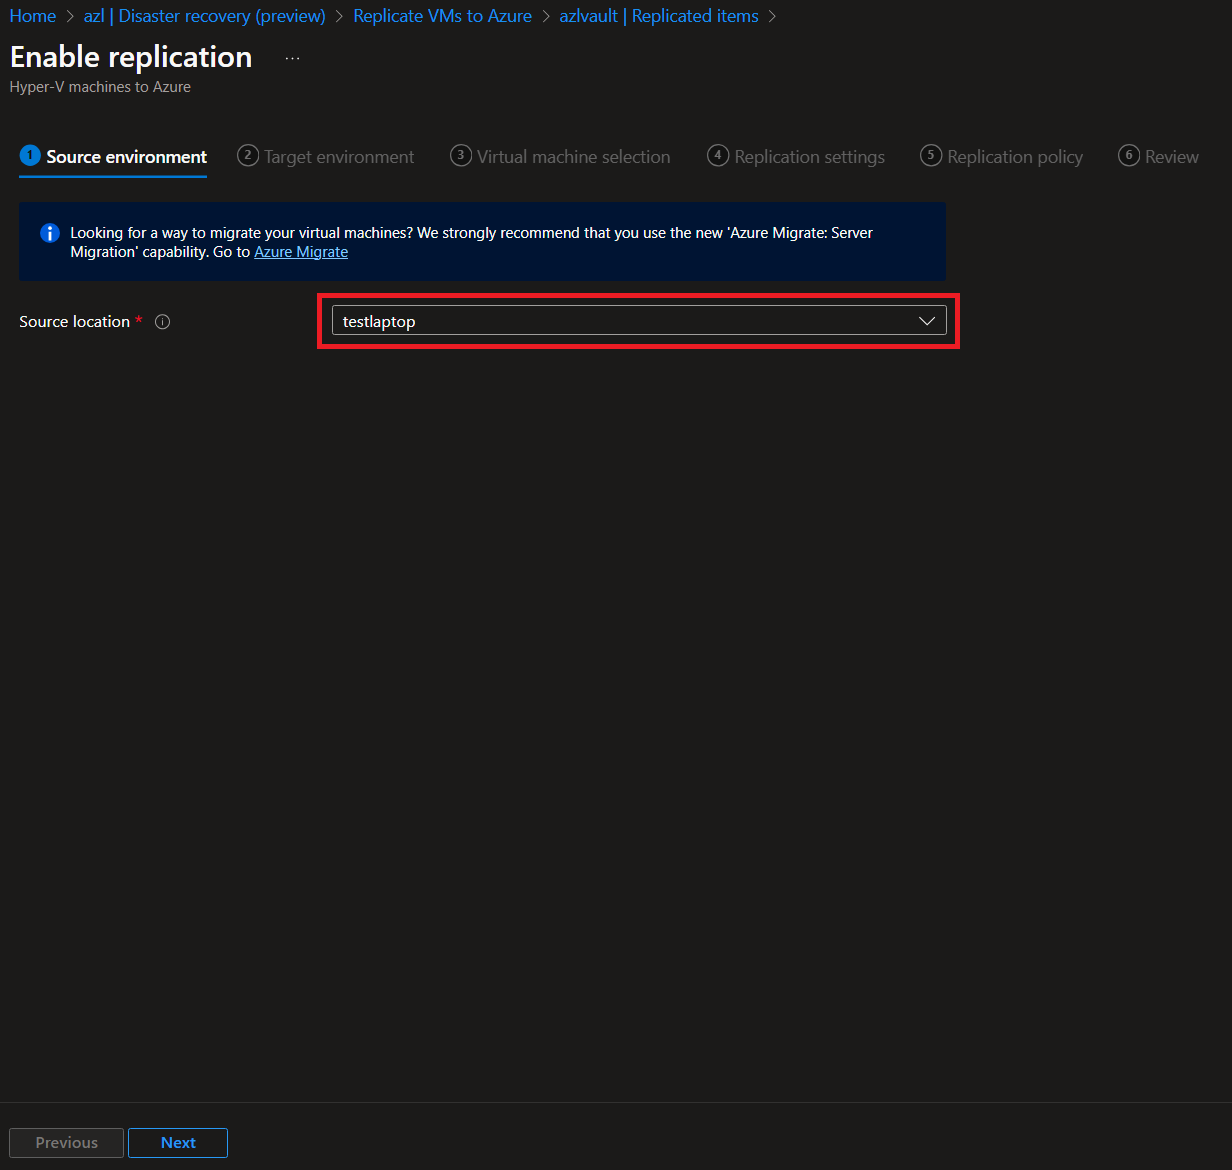 Home > azl | Disaster recovery (preview) > Replicate VMs to Azure > azlvault | Replicated items >
Enable replication ...
Hyper-V machines to Azure
1 Source environment 2 Target environment 3 Virtual machine selection 4 Replication settings 5 Replication policy 6 Review
Looking for a way to migrate your virtual machines? We strongly recommend that you use the new 'Azure Migrate: Server
Migration' capability. Go to Azure Migrate
Source location * testlaptop
Previous Next